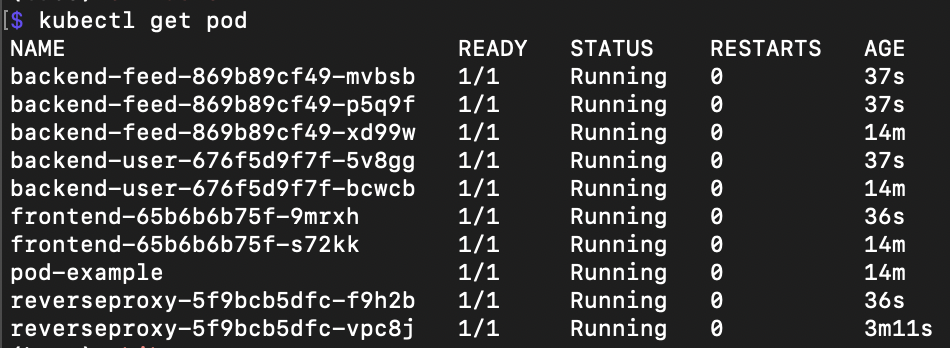 $ kubectl get pod
NAME READY STATUS RESTARTS AGE
backend-feed-869b89cf49-mvbsb 1/1 Running 0 37s
backend-feed-869b89cf49-p5q9f 1/1 Running 0 37s
backend-feed-869b89cf49-xd99w 1/1 Running 0 14m
backend-user-676f5d9f7f-5v8gg 1/1 Running 0 37s
backend-user-676f5d9f7f-bcwcb 1/1 Running 0 14m
frontend-65b6b6b75f-9mrxh 1/1 Running 0 36s
frontend-65b6b6b75f-s72kk 1/1 Running 0 14m
pod-example 1/1 Running 0 14m
reverseproxy-5f9bcb5dfc-f9h2b 1/1 Running 0 36s
reverseproxy-5f9bcb5dfc-vpc8j 1/1 Running 0 3m11s